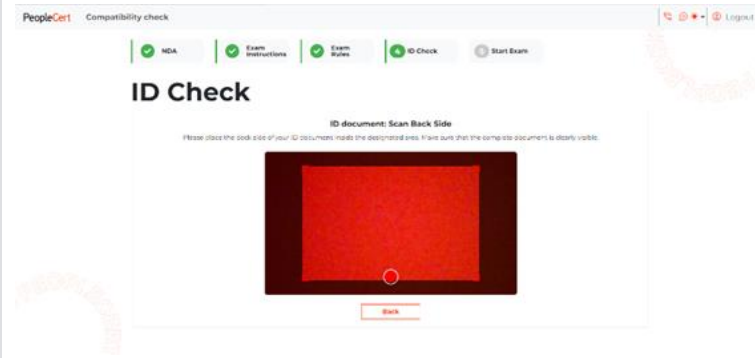 PeopleCert Compatibility check
Logout
NDA
Exam Instructions
Exam Rules
ID Check
Start Exam
ID Check
ID document: Scan Back Side
Please place the back side of your ID document inside the designated area. Make sure that the complete document is clearly visible.
Back